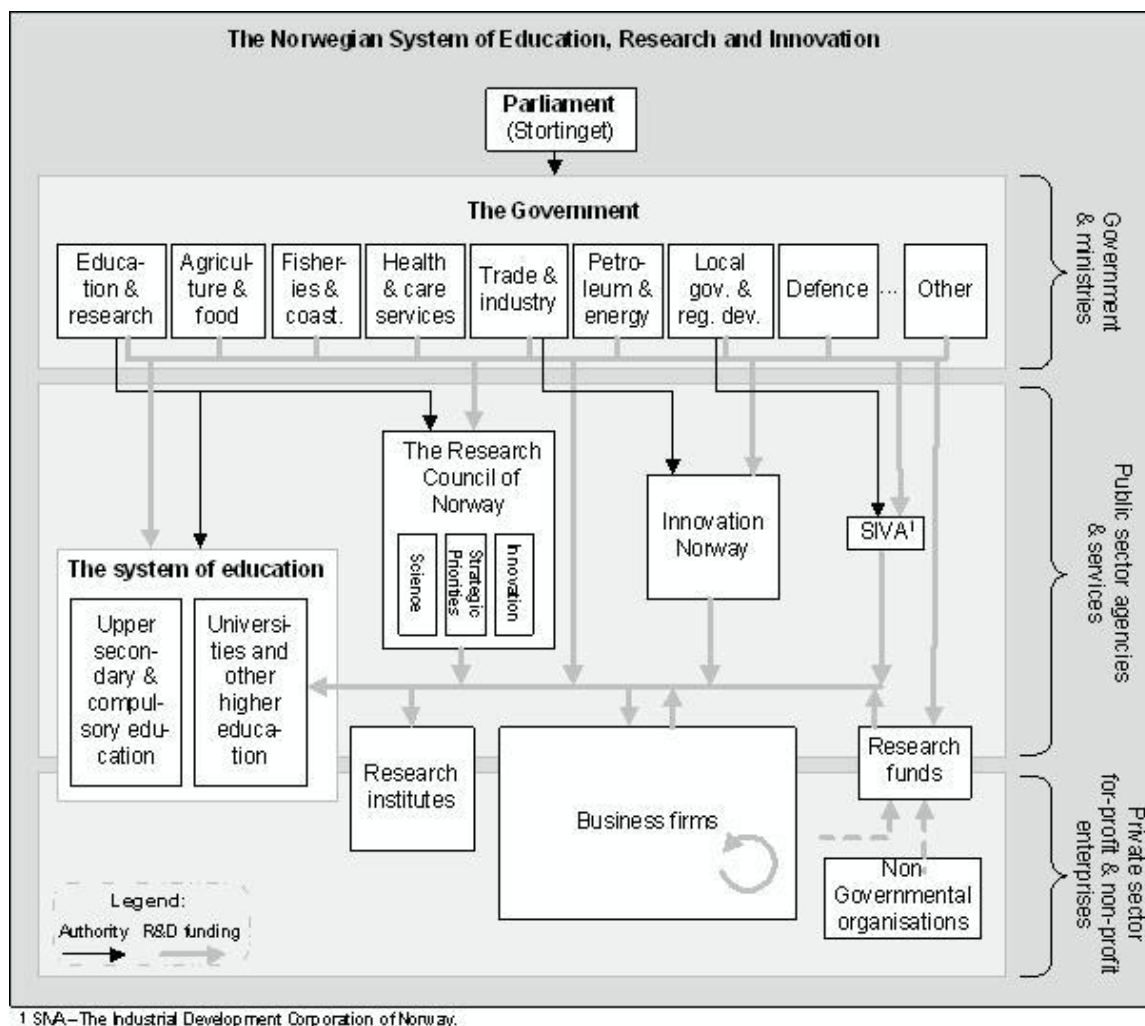 The Norwegian System of Education, Research and Innovation
Parliament
(Stortinget)
The Government
Educa-
tion &
research
Agricul-
ture &
food
Fisher-
ies &
coast.
Health
& care
services
Trade &
industry
Petro-
leum &
energy
Local
gov. &
reg. dev.
Defence
...
Other
Government
& ministries
The Research
Council of
Norway
Science
Strategic
Priorities
Innovation
Innovation
Norway
SIVA¹
Public sector agencies
& services
The system of education
Upper
secon-
dary &
compul-
sory edu-
cation
Universi-
ties and
other
higher
educa-
tion
Research
institutes
Business firms
Research
funds
Non-
Governmental
organisations
Private sector
for-profit & non-profit
enterprises
Legend:
Authority
R&D funding
1 SIVA – The Industrial Development Corporation of Norway.